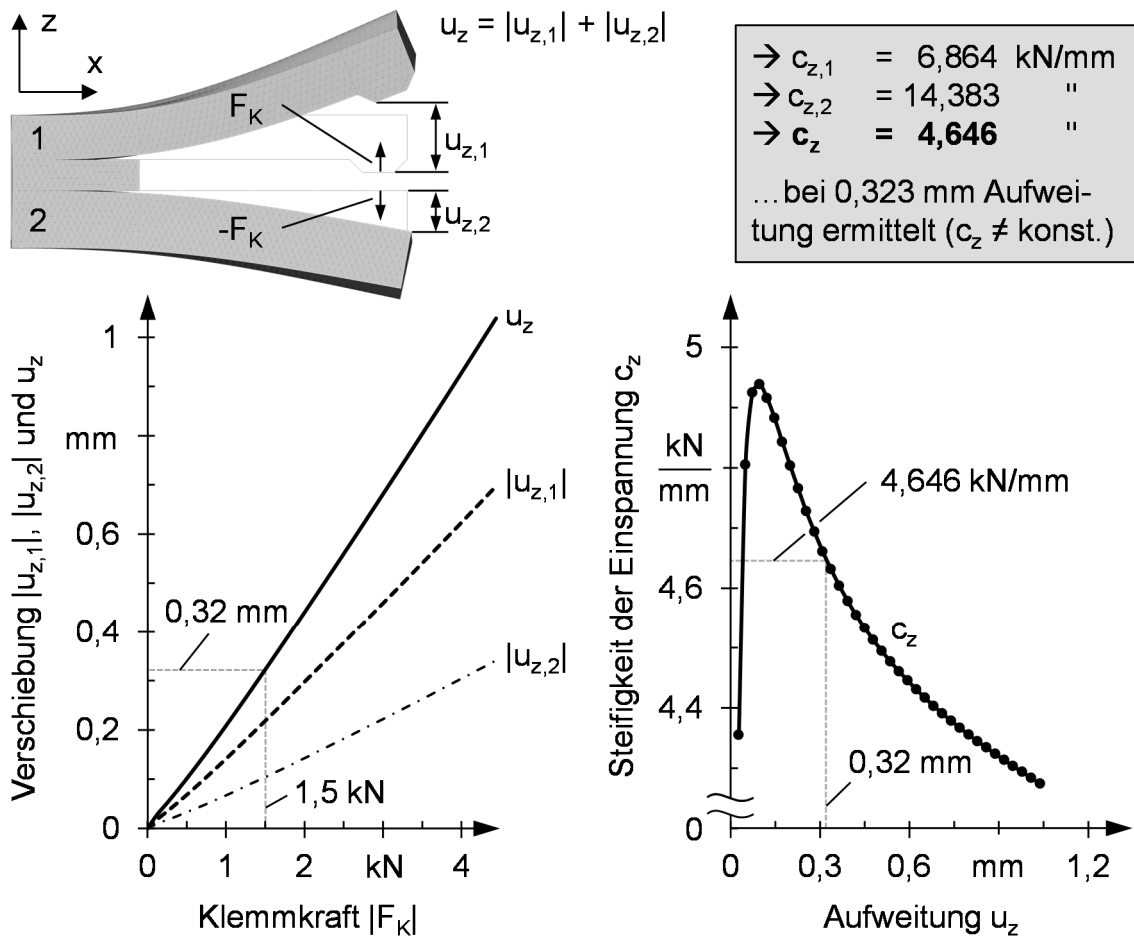 z
x
u_z = |u_z,1| + |u_z,2|
1
2
F_K
-F_K
u_z,1
u_z,2
→ c_z,1 = 6,864 kN/mm
→ c_z,2 = 14,383 "
→ c_z = 4,646 "
…bei 0,323 mm Aufwei-
tung ermittelt (c_z ≠ konst.)
Verschiebung |u_z,1|, |u_z,2| und u_z
1
mm
0,6
0,4
0,2
0
0,32 mm
1,5 kN
u_z
|u_z,1|
|u_z,2|
0
1
2
kN
4
Klemmkraft |F_K|
Steifigkeit der Einspannung c_z
5
kN
mm
4,6
4,4
0
4,646 kN/mm
c_z
0,32 mm
0
0,3
0,6
mm
1,2
Aufweitung u_z